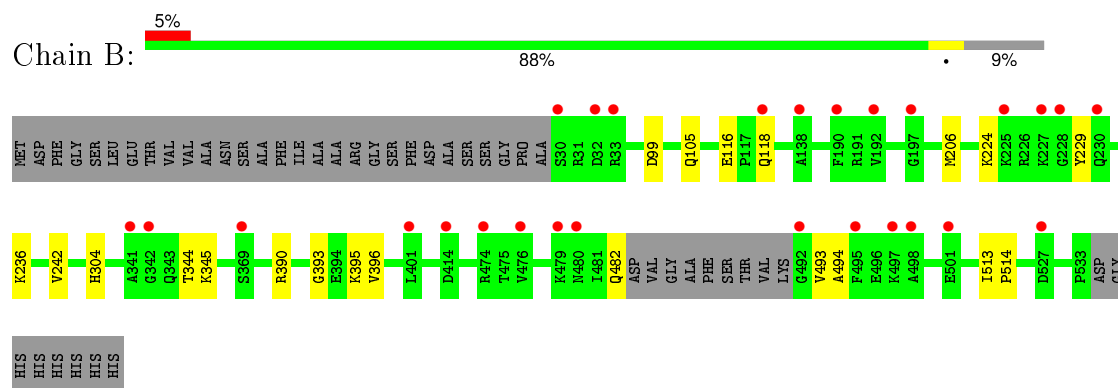 5%
Chain B:
88%
•
9%
MET ASP PHE GLY SER LEU GLU THR VAL VAL ALA ASN SER ALA PHE ILE ALA ALA ARG GLY SER PHE ASP ALA SER SER GLY PRO ALA S30 R31 D32 R33 D99 Q105 E116 P117 Q118 A138 F190 R191 V192 G197 M206 K224 K225 R226 K227 G228 Y229 Q230
K236 V242 H304 A341 G342 Q343 T344 K345 S369 R390 G393 E394 K395 V396 L401 D414 R474 T475 V476 K479 N480 I481 Q482 ASP VAL GLY ALA PHE SER THR VAL LYS G492 V493 A494 F495 E496 K497 A498 E501 I513 P514 D527 P533 ASP GLY
HIS HIS HIS HIS HIS HIS